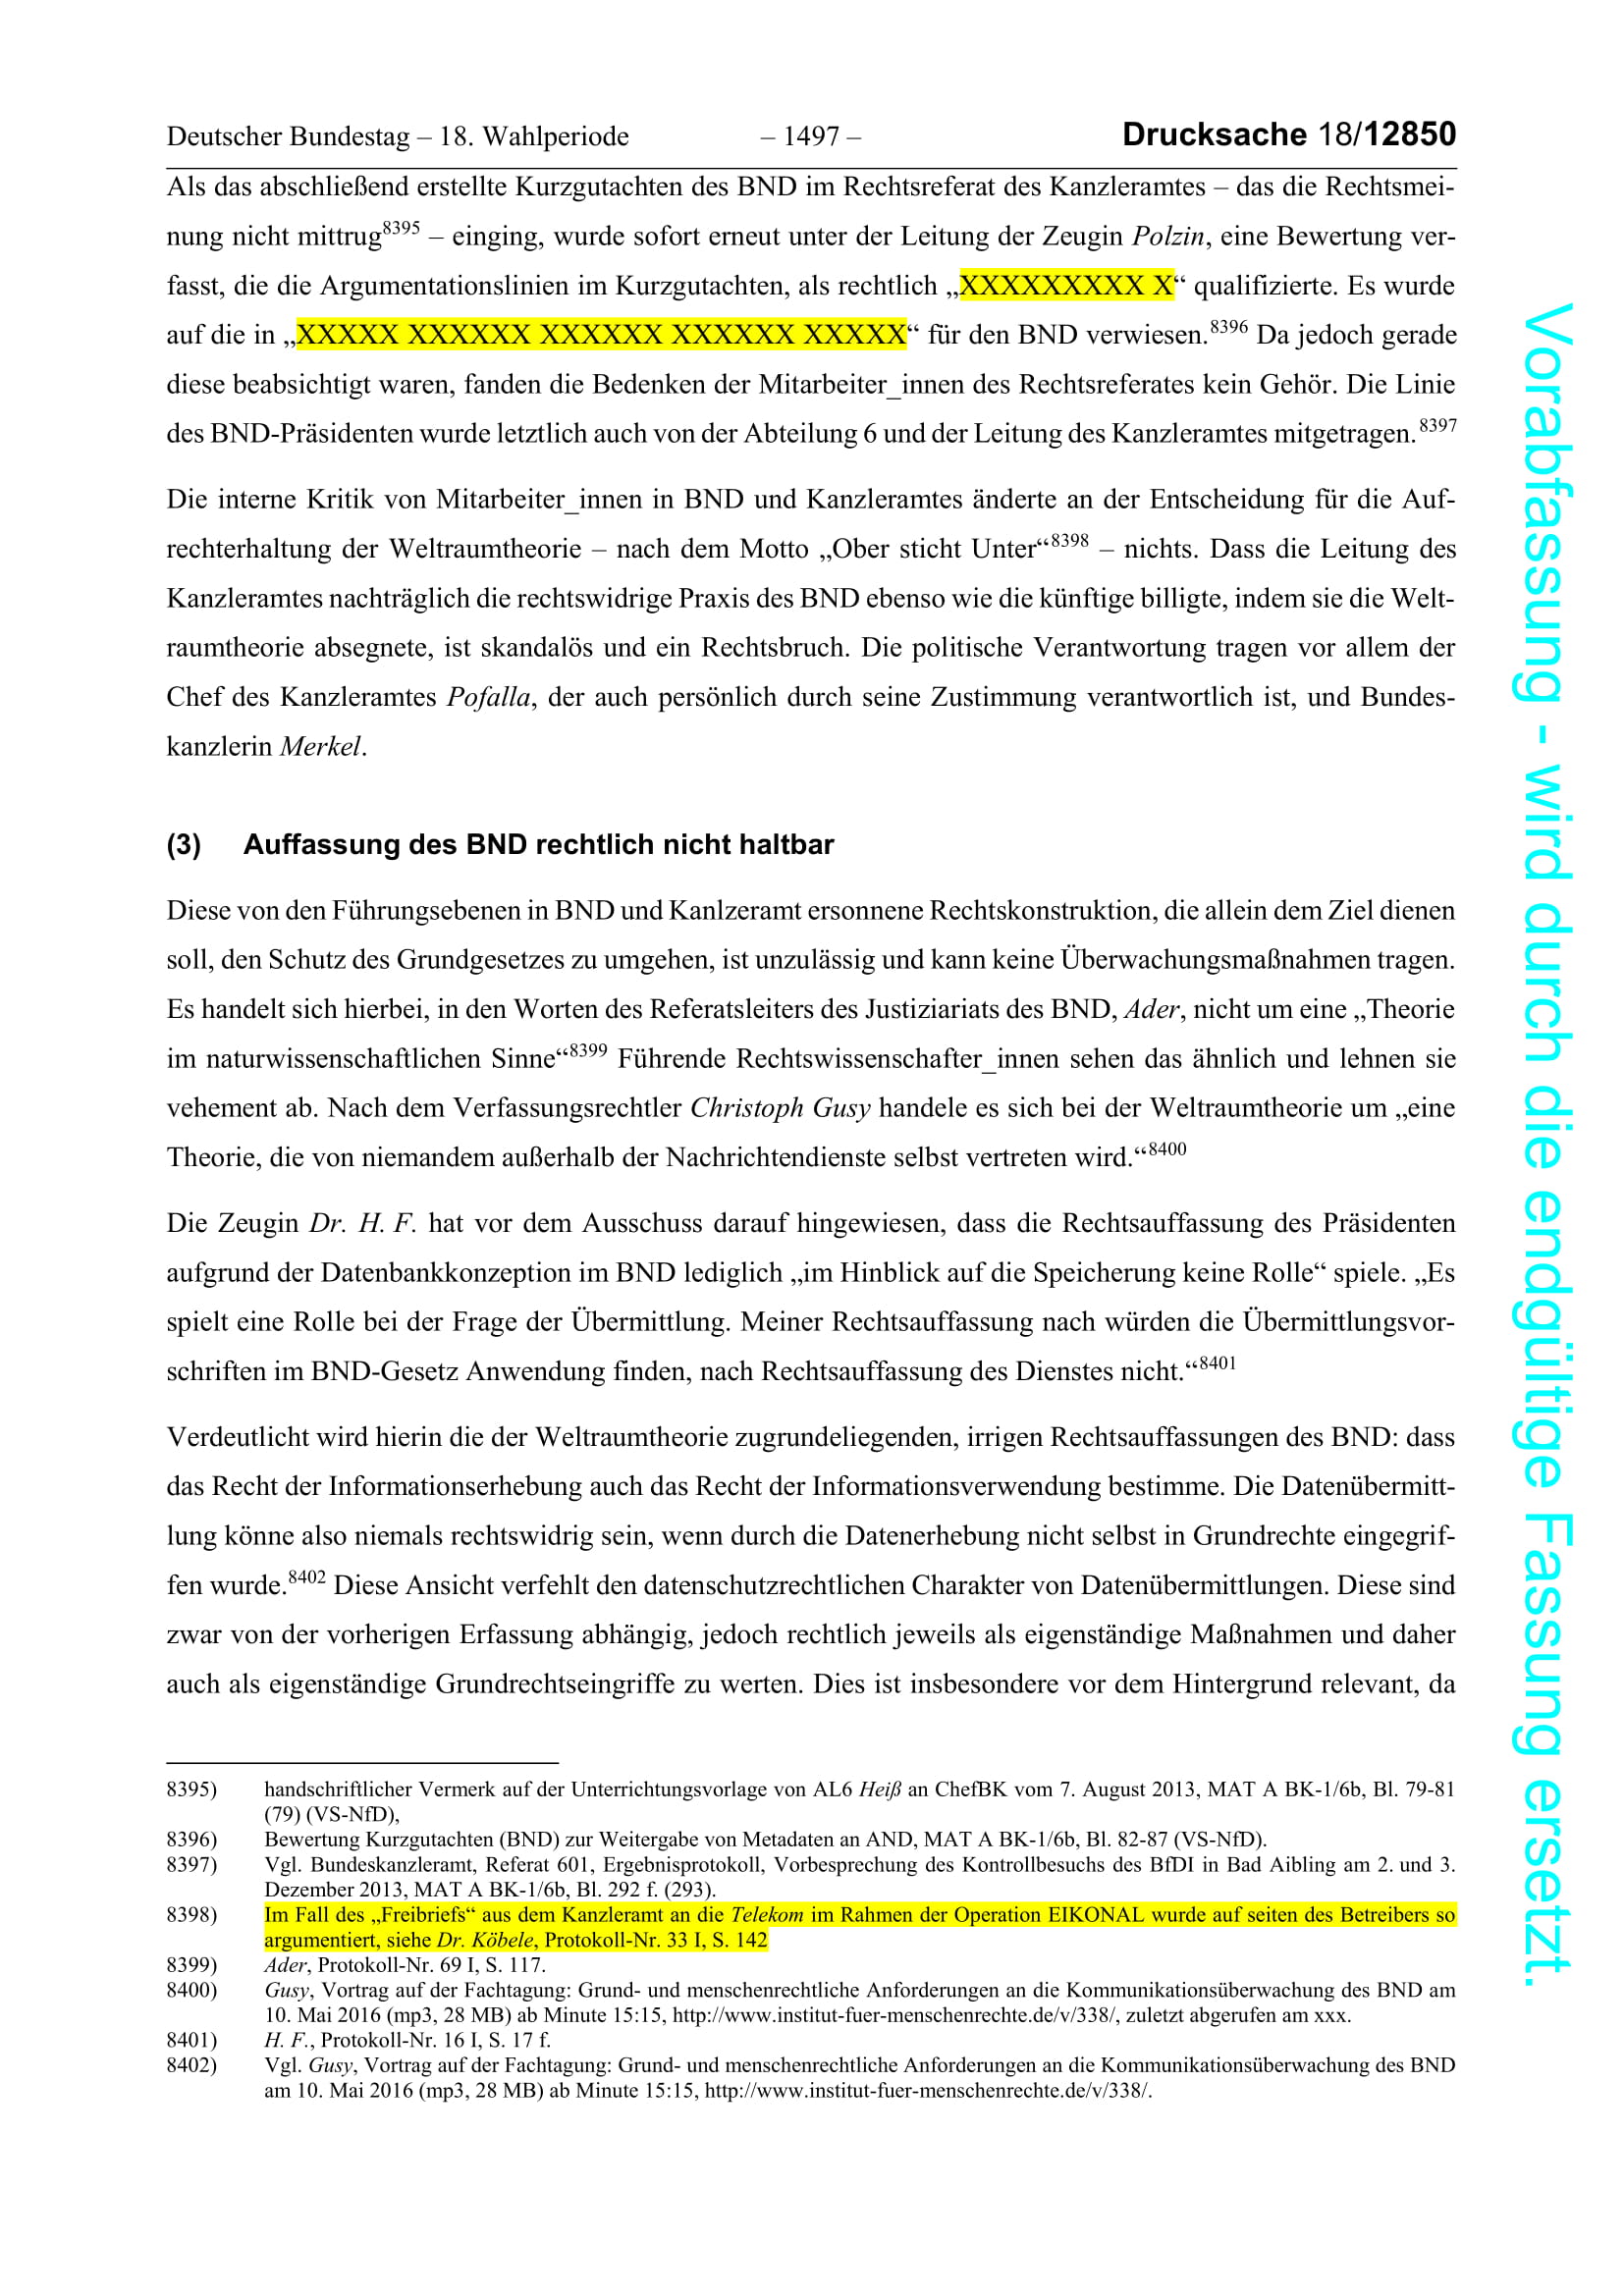 Deutscher Bundestag – 18. Wahlperiode – 1497 – Drucksache 18/12850
Als das abschließend erstellte Kurzgutachten des BND im Rechtsreferat des Kanzleramtes – das die Rechtsmei-
nung nicht mittrug8395 – einging, wurde sofort erneut unter der Leitung der Zeugin Polzin, eine Bewertung ver-
fasst, die die Argumentationslinien im Kurzgutachten, als rechtlich „XXXXXXXXX X“ qualifizierte. Es wurde
auf die in „XXXXX XXXXXX XXXXXX XXXXXX XXXXX“ für den BND verwiesen.8396 Da jedoch gerade
diese beabsichtigt waren, fanden die Bedenken der Mitarbeiter_innen des Rechtsreferates kein Gehör. Die Linie
des BND-Präsidenten wurde letztlich auch von der Abteilung 6 und der Leitung des Kanzleramtes mitgetragen.8397
Die interne Kritik von Mitarbeiter_innen in BND und Kanzleramtes änderte an der Entscheidung für die Auf-
rechterhaltung der Weltraumtheorie – nach dem Motto „Ober sticht Unter“8398 – nichts. Dass die Leitung des
Kanzleramtes nachträglich die rechtswidrige Praxis des BND ebenso wie die künftige billigte, indem sie die Welt-
raumtheorie absegnete, ist skandalös und ein Rechtsbruch. Die politische Verantwortung tragen vor allem der
Chef des Kanzleramtes Pofalla, der auch persönlich durch seine Zustimmung verantwortlich ist, und Bundes-
kanzlerin Merkel.
(3) Auffassung des BND rechtlich nicht haltbar
Diese von den Führungsebenen in BND und Kanlzeramt ersonnene Rechtskonstruktion, die allein dem Ziel dienen
soll, den Schutz des Grundgesetzes zu umgehen, ist unzulässig und kann keine Überwachungsmaßnahmen tragen.
Es handelt sich hierbei, in den Worten des Referatsleiters des Justiziariats des BND, Ader, nicht um eine „Theorie
im naturwissenschaftlichen Sinne“8399 Führende Rechtswissenschafter_innen sehen das ähnlich und lehnen sie
vehement ab. Nach dem Verfassungsrechtler Christoph Gusy handele es sich bei der Weltraumtheorie um „eine
Theorie, die von niemandem außerhalb der Nachrichtendienste selbst vertreten wird.“8400
Die Zeugin Dr. H. F. hat vor dem Ausschuss darauf hingewiesen, dass die Rechtsauffassung des Präsidenten
aufgrund der Datenbankkonzeption im BND lediglich „im Hinblick auf die Speicherung keine Rolle“ spiele. „Es
spielt eine Rolle bei der Frage der Übermittlung. Meiner Rechtsauffassung nach würden die Übermittlungsvor-
schriften im BND-Gesetz Anwendung finden, nach Rechtsauffassung des Dienstes nicht.“8401
Verdeutlicht wird hierin die der Weltraumtheorie zugrundeliegenden, irrigen Rechtsauffassungen des BND: dass
das Recht der Informationserhebung auch das Recht der Informationsverwendung bestimme. Die Datenübermitt-
lung könne also niemals rechtswidrig sein, wenn durch die Datenerhebung nicht selbst in Grundrechte eingegrif-
fen wurde.8402 Diese Ansicht verfehlt den datenschutzrechtlichen Charakter von Datenübermittlungen. Diese sind
zwar von der vorherigen Erfassung abhängig, jedoch rechtlich jeweils als eigenständige Maßnahmen und daher
auch als eigenständige Grundrechtseingriffe zu werten. Dies ist insbesondere vor dem Hintergrund relevant, da
8395) handschriftlicher Vermerk auf der Unterrichtungsvorlage von AL6 Heiß an ChefBK vom 7. August 2013, MAT A BK-1/6b, Bl. 79-81
(79) (VS-NfD),
8396) Bewertung Kurzgutachten (BND) zur Weitergabe von Metadaten an AND, MAT A BK-1/6b, Bl. 82-87 (VS-NfD).
8397) Vgl. Bundeskanzleramt, Referat 601, Ergebnisprotokoll, Vorbesprechung des Kontrollbesuchs des BfDI in Bad Aibling am 2. und 3.
Dezember 2013, MAT A BK-1/6b, Bl. 292 f. (293).
8398) Im Fall des „Freibriefs“ aus dem Kanzleramt an die Telekom im Rahmen der Operation EIKONAL wurde auf seiten des Betreibers so
argumentiert, siehe Dr. Köbele, Protokoll-Nr. 33 I, S. 142
8399) Ader, Protokoll-Nr. 69 I, S. 117.
8400) Gusy, Vortrag auf der Fachtagung: Grund- und menschenrechtliche Anforderungen an die Kommunikationsüberwachung des BND am
10. Mai 2016 (mp3, 28 MB) ab Minute 15:15, http://www.institut-fuer-menschenrechte.de/v/338/, zuletzt abgerufen am xxx.
8401) H. F., Protokoll-Nr. 16 I, S. 17 f.
8402) Vgl. Gusy, Vortrag auf der Fachtagung: Grund- und menschenrechtliche Anforderungen an die Kommunikationsüberwachung des BND
am 10. Mai 2016 (mp3, 28 MB) ab Minute 15:15, http://www.institut-fuer-menschenrechte.de/v/338/.
Vorabfassung - wird durch die endgültige Fassung ersetzt.